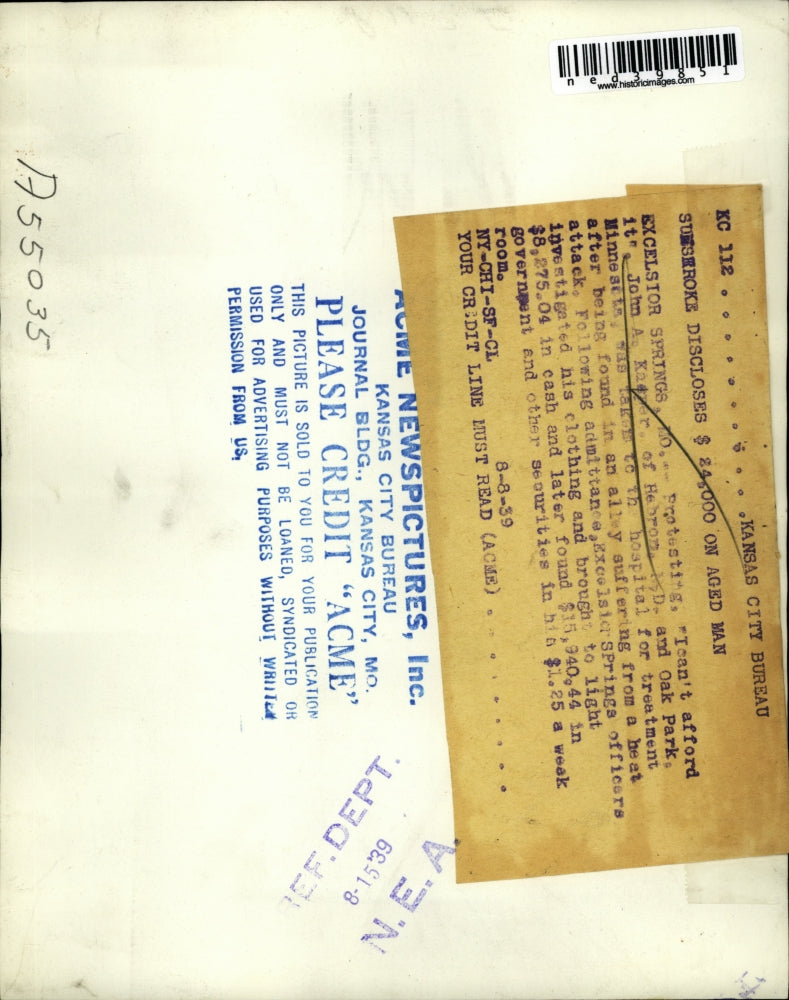 ned39851
www.historicimages.com
KC 112 . . . . . . . . . . . KANSAS CITY BUREAU
SUNSTROKE DISCLOSES $ 24,000 ON AGED MAN
EXCELSIOR SPRINGS, MO.-- Protesting, "Ican't afford
it". John A. of Hebron N.D. and Oak Park,
Minnesota, was taken to th hospital for treatment
after being found in an alley suffering from a heat
attack. Following admittance,Excelsior SPrings officers
investigated his clothing and brought to light
$8,275.04 in cash and later found $15,940.44 in
government and other securities in his $1.25 a week
room.
NY-CHI-SF-CL 8-8-39
YOUR CREDIT LINE MUST READ (ACME) . . . . . . . . .
ACME NEWSPICTURES, Inc.
KANSAS CITY BUREAU
JOURNAL BLDG., KANSAS CITY, MO.
PLEASE CREDIT "ACME"
THIS PICTURE IS SOLD TO YOU FOR YOUR PUBLICATION
ONLY AND MUST NOT BE LOANED, SYNDICATED OR
USED FOR ADVERTISING PURPOSES WITHOUT WRITTEN
PERMISSION FROM US.
REF. DEPT.
8-15 39
N. E. A.
A55035